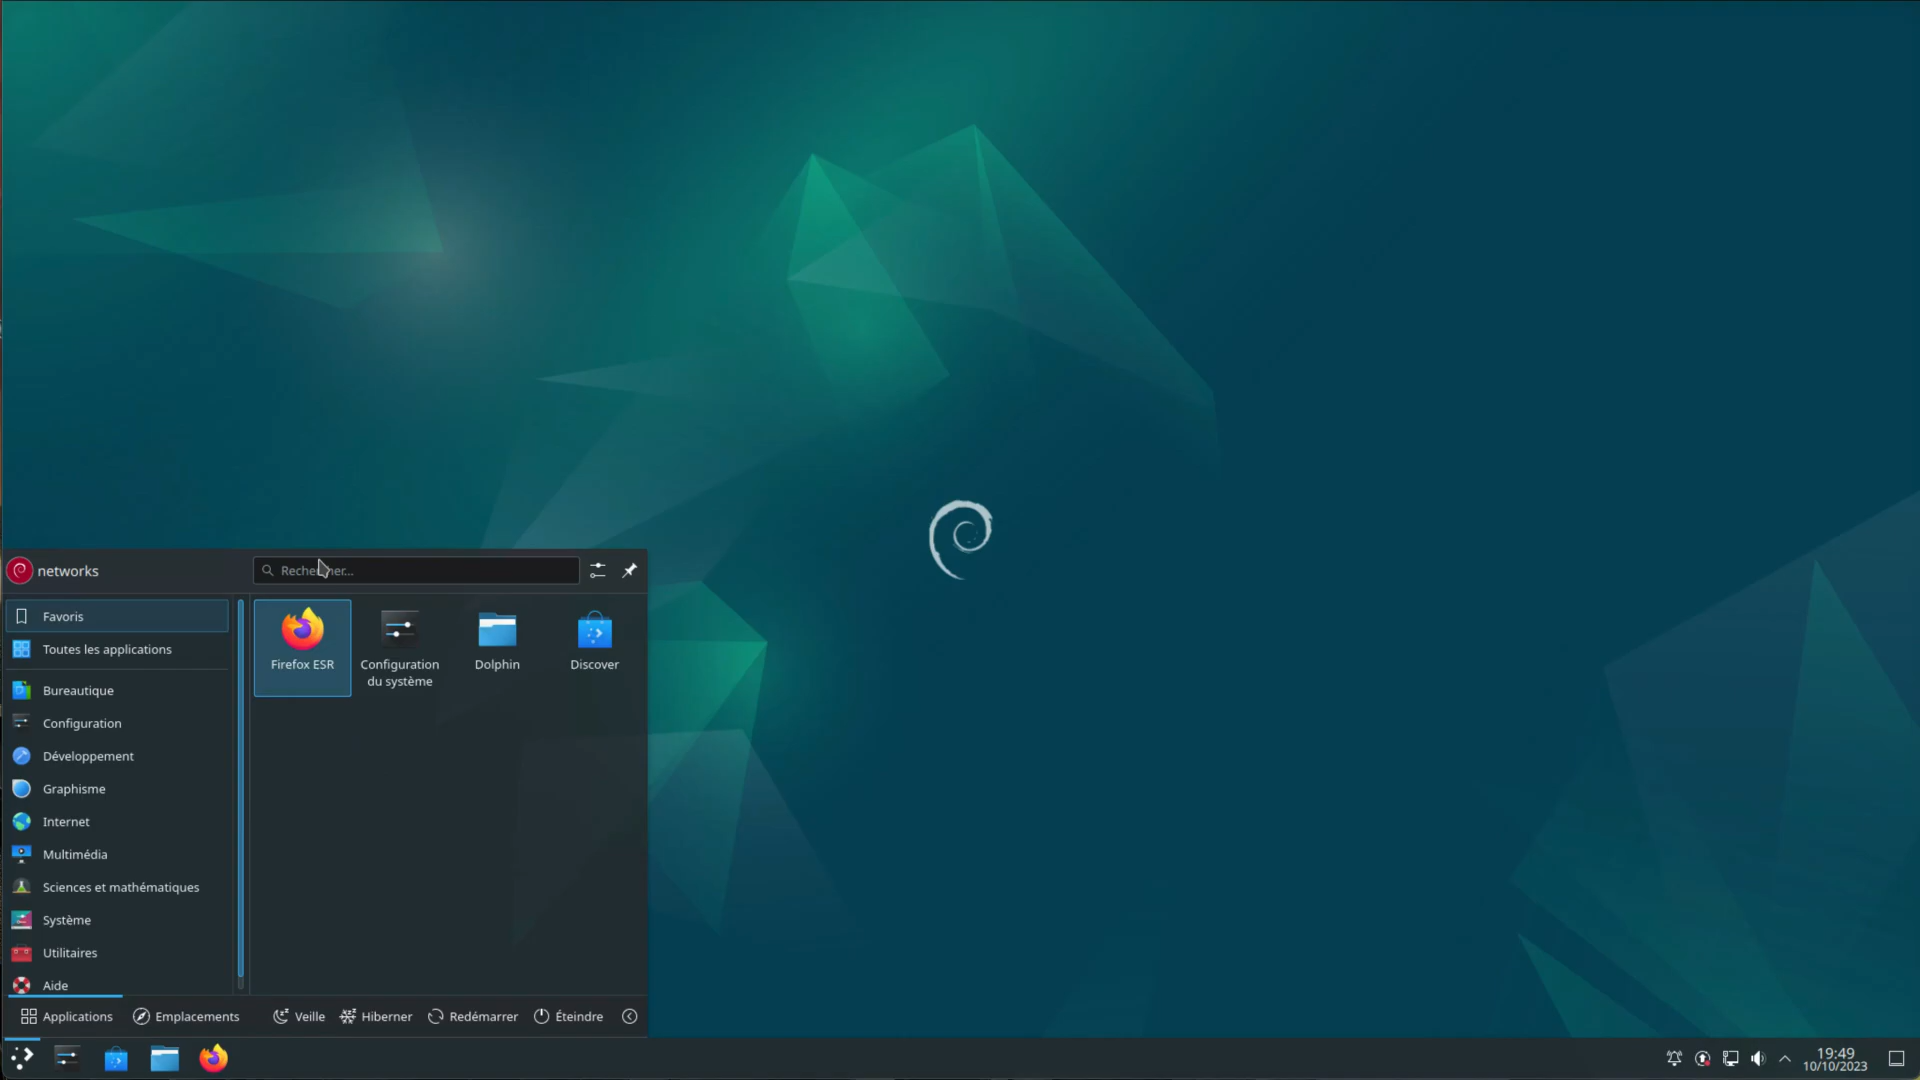 networks
Rechercher...
Favoris
Toutes les applications
Bureautique
Configuration
Développement
Graphisme
Internet
Multimédia
Sciences et mathématiques
Système
Utilitaires
Aide
Firefox ESR
Configuration
du système
Dolphin
Discover
Applications
Emplacements
Veille
Hiberner
Redémarrer
Éteindre
19:49
10/10/2023